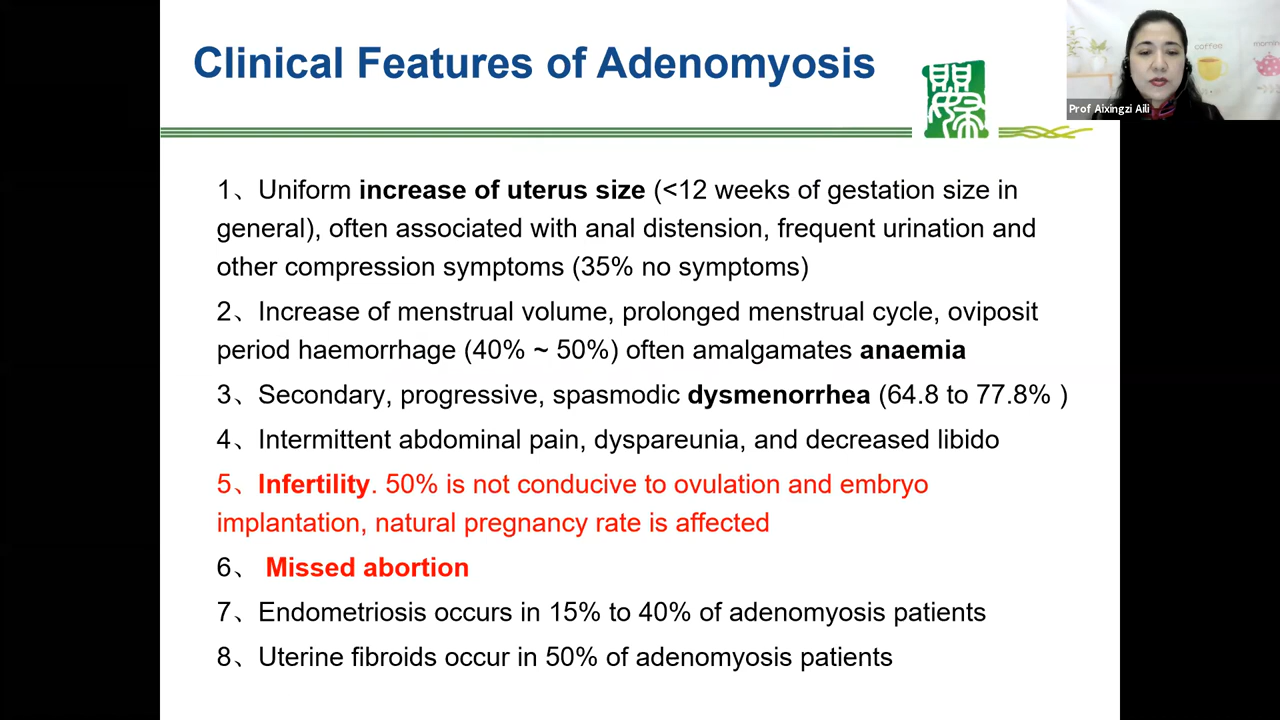 Clinical Features of Adenomyosis
coffee
Prof Aixingzi Aili
1、Uniform increase of uterus size (<12 weeks of gestation size in
general), often associated with anal distension, frequent urination and
other compression symptoms (35% no symptoms)
2、Increase of menstrual volume, prolonged menstrual cycle, oviposit
period haemorrhage (40% ~ 50%) often amalgamates anaemia
3、Secondary, progressive, spasmodic dysmenorrhea (64.8 to 77.8% )
4、Intermittent abdominal pain, dyspareunia, and decreased libido
5、Infertility. 50% is not conducive to ovulation and embryo
implantation, natural pregnancy rate is affected
6、 Missed abortion
7、Endometriosis occurs in 15% to 40% of adenomyosis patients
8、Uterine fibroids occur in 50% of adenomyosis patients